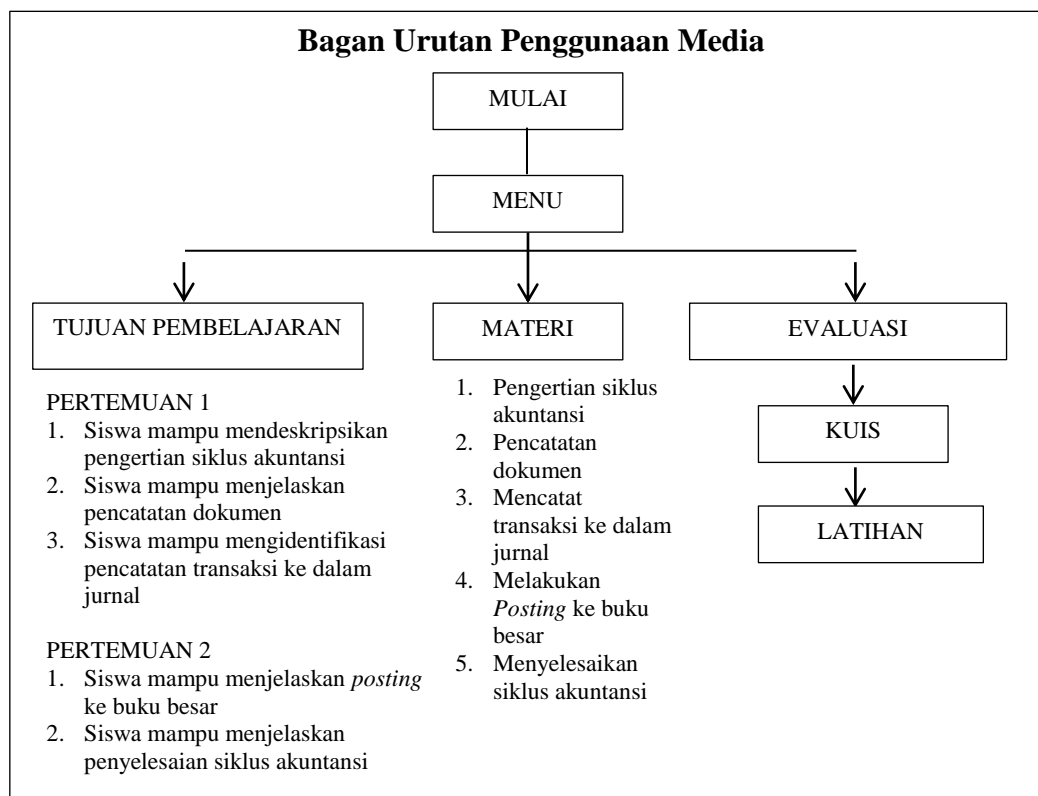 Bagan Urutan Penggunaan Media
MULAI
MENU
TUJUAN PEMBELAJARAN
MATERI
EVALUASI
PERTEMUAN 1
1. Siswa mampu mendeskripsikan
pengertian siklus akuntansi
2. Siswa mampu menjelaskan
pencatatan dokumen
3. Siswa mampu mengidentifikasi
pencatatan transaksi ke dalam
jurnal
PERTEMUAN 2
1. Siswa mampu menjelaskan posting
ke buku besar
2. Siswa mampu menjelaskan
penyelesaian siklus akuntansi
1. Pengertian siklus
akuntansi
2. Pencatatan
dokumen
3. Mencatat
transaksi ke dalam
jurnal
4. Melakukan
Posting ke buku
besar
5. Menyelesaikan
siklus akuntansi
KUIS
LATIHAN